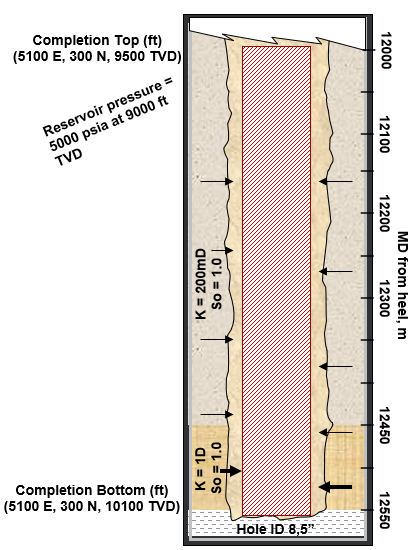 Completion Top (ft)
(5100 E, 300 N, 9500 TVD)
Reservoir pressure =
5000 psia at 9000 ft
TVD
K = 200mD
So = 1.0
K = 1D
So = 1.0
Completion Bottom (ft)
(5100 E, 300 N, 10100 TVD)
Hole ID 8,5”
12000
12100
12200
12300
12450
12550
MD from heel, m